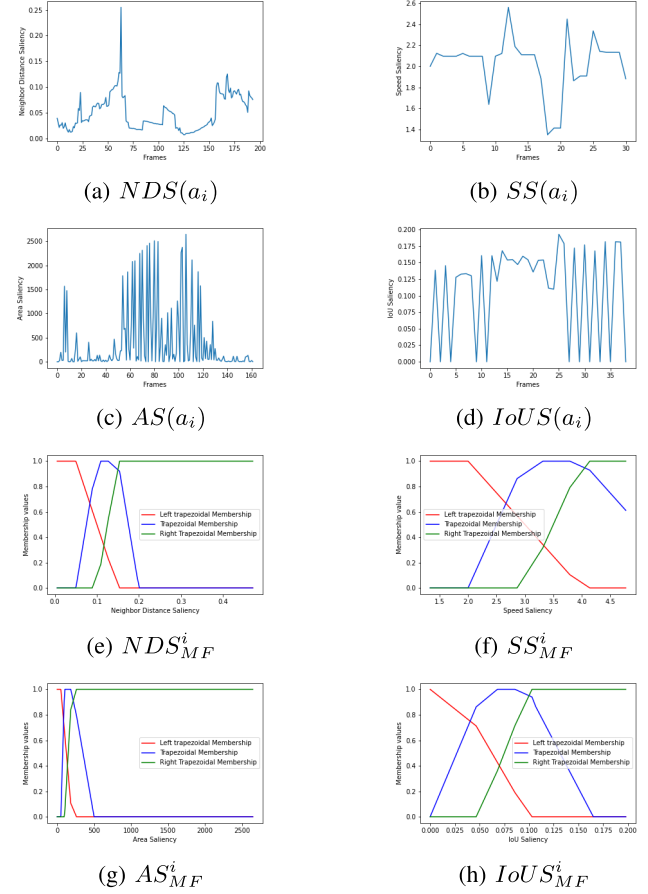 Neighbor Distance Saliency
0.25
0.20
0.15
0.10
0.05
0.00
0 25 50 75 100 125 150 175 200
Frames
(a) NDS(a_i)
Speed Saliency
2.6
2.4
2.2
2.0
1.8
1.6
1.4
0 5 10 15 20 25 30
Frames
(b) SS(a_i)
Area Saliency
2500
2000
1500
1000
500
0
0 20 40 60 80 100 120 140 160
Frames
(c) AS(a_i)
IoU Saliency
0.200
0.175
0.150
0.125
0.100
0.075
0.050
0.025
0.000
0 5 10 15 20 25 30 35
Frames
(d) IoUS(a_i)
Membership values
1.0
0.8
0.6
0.4
0.2
0.0
Left trapezoidal Membership
Trapezoidal Membership
Right Trapezoidal Membership
0.0 0.1 0.2 0.3 0.4
Neighbor Distance Saliency
(e) NDS^i_{MF}
Membership value
1.0
0.8
0.6
0.4
0.2
0.0
Left trapezoidal Membership
Trapezoidal Membership
Right Trapezoidal Membership
1.5 2.0 2.5 3.0 3.5 4.0 4.5
Speed Saliency
(f) SS^i_{MF}
Membership values
1.0
0.8
0.6
0.4
0.2
0.0
Left trapezoidal Membership
Trapezoidal Membership
Right Trapezoidal Membership
0 500 1000 1500 2000 2500
Area Saliency
(g) AS^i_{MF}
Membership values
1.0
0.8
0.6
0.4
0.2
0.0
Left trapezoidal Membership
Trapezoidal Membership
Right Trapezoidal Membership
0.000 0.025 0.050 0.075 0.100 0.125 0.150 0.175 0.200
IoU Saliency
(h) IoUS^i_{MF}